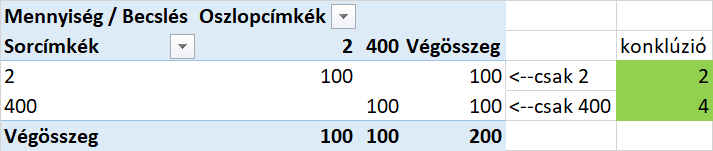 Mennyiség / Becslés Oszlopcímkék
Sorcímkék 2 400 Végösszeg konklúzió
2 100 100 <--csak 2 2
400 100 100 <--csak 400 4
Végösszeg 100 100 200